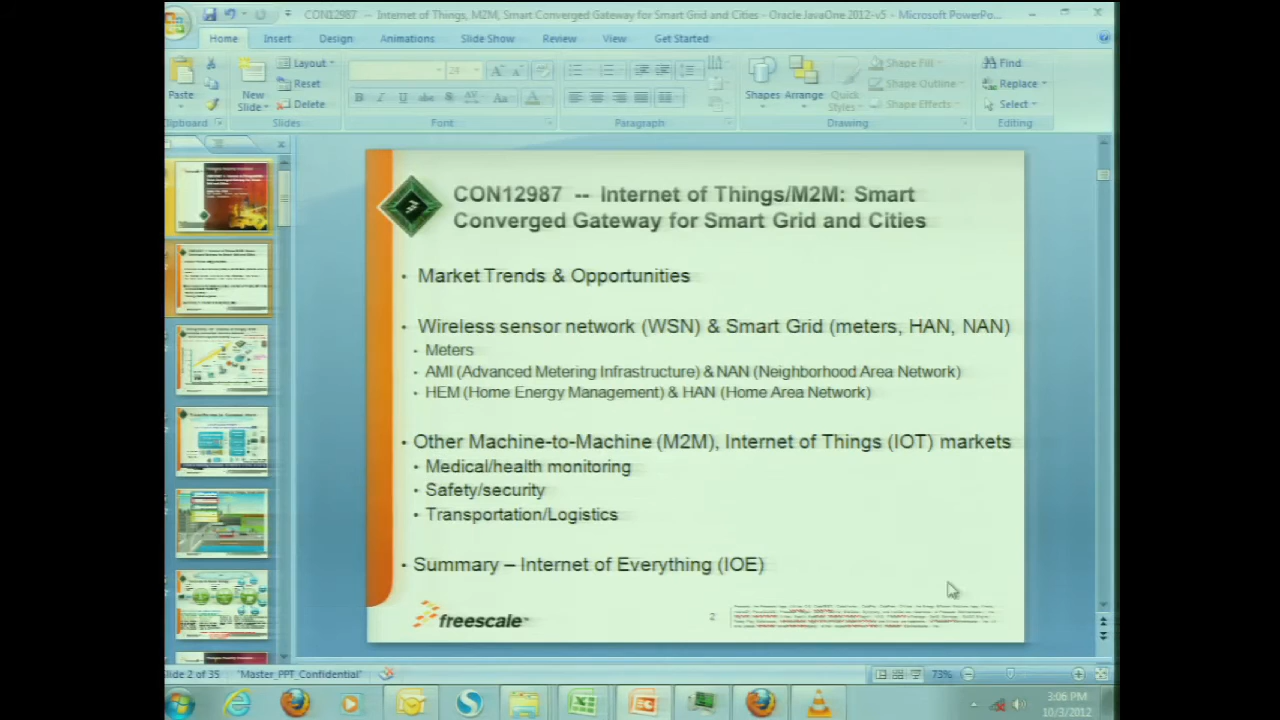 CON12987 -- Internet of Things, M2M, Smart Converged Gateway for Smart Grid and Cities - Oracle JavaOne 2012-v5 - Microsoft PowerPo...
Home Insert Design Animations Slide Show Review View Get Started
Layout
Reset
Delete
Paste
New
Slide
24
Shapes
Arrange
Quick
Styles
Shape Fill
Shape Outline
Shape Effects
Find
Replace
Select
Clipboard Slides Font Paragraph Drawing Editing
CON12987 -- Internet of Things/M2M: Smart
Converged Gateway for Smart Grid and Cities
• Market Trends & Opportunities
• Wireless sensor network (WSN) & Smart Grid (meters, HAN, NAN)
• Meters
• AMI (Advanced Metering Infrastructure) & NAN (Neighborhood Area Network)
• HEM (Home Energy Management) & HAN (Home Area Network)
• Other Machine-to-Machine (M2M), Internet of Things (IOT) markets
• Medical/health monitoring
• Safety/security
• Transportation/Logistics
• Summary – Internet of Everything (IOE)
freescale™
2
Slide 2 of 35 "Master_PPT_Confidential" 73%
3:06 PM
10/3/2012